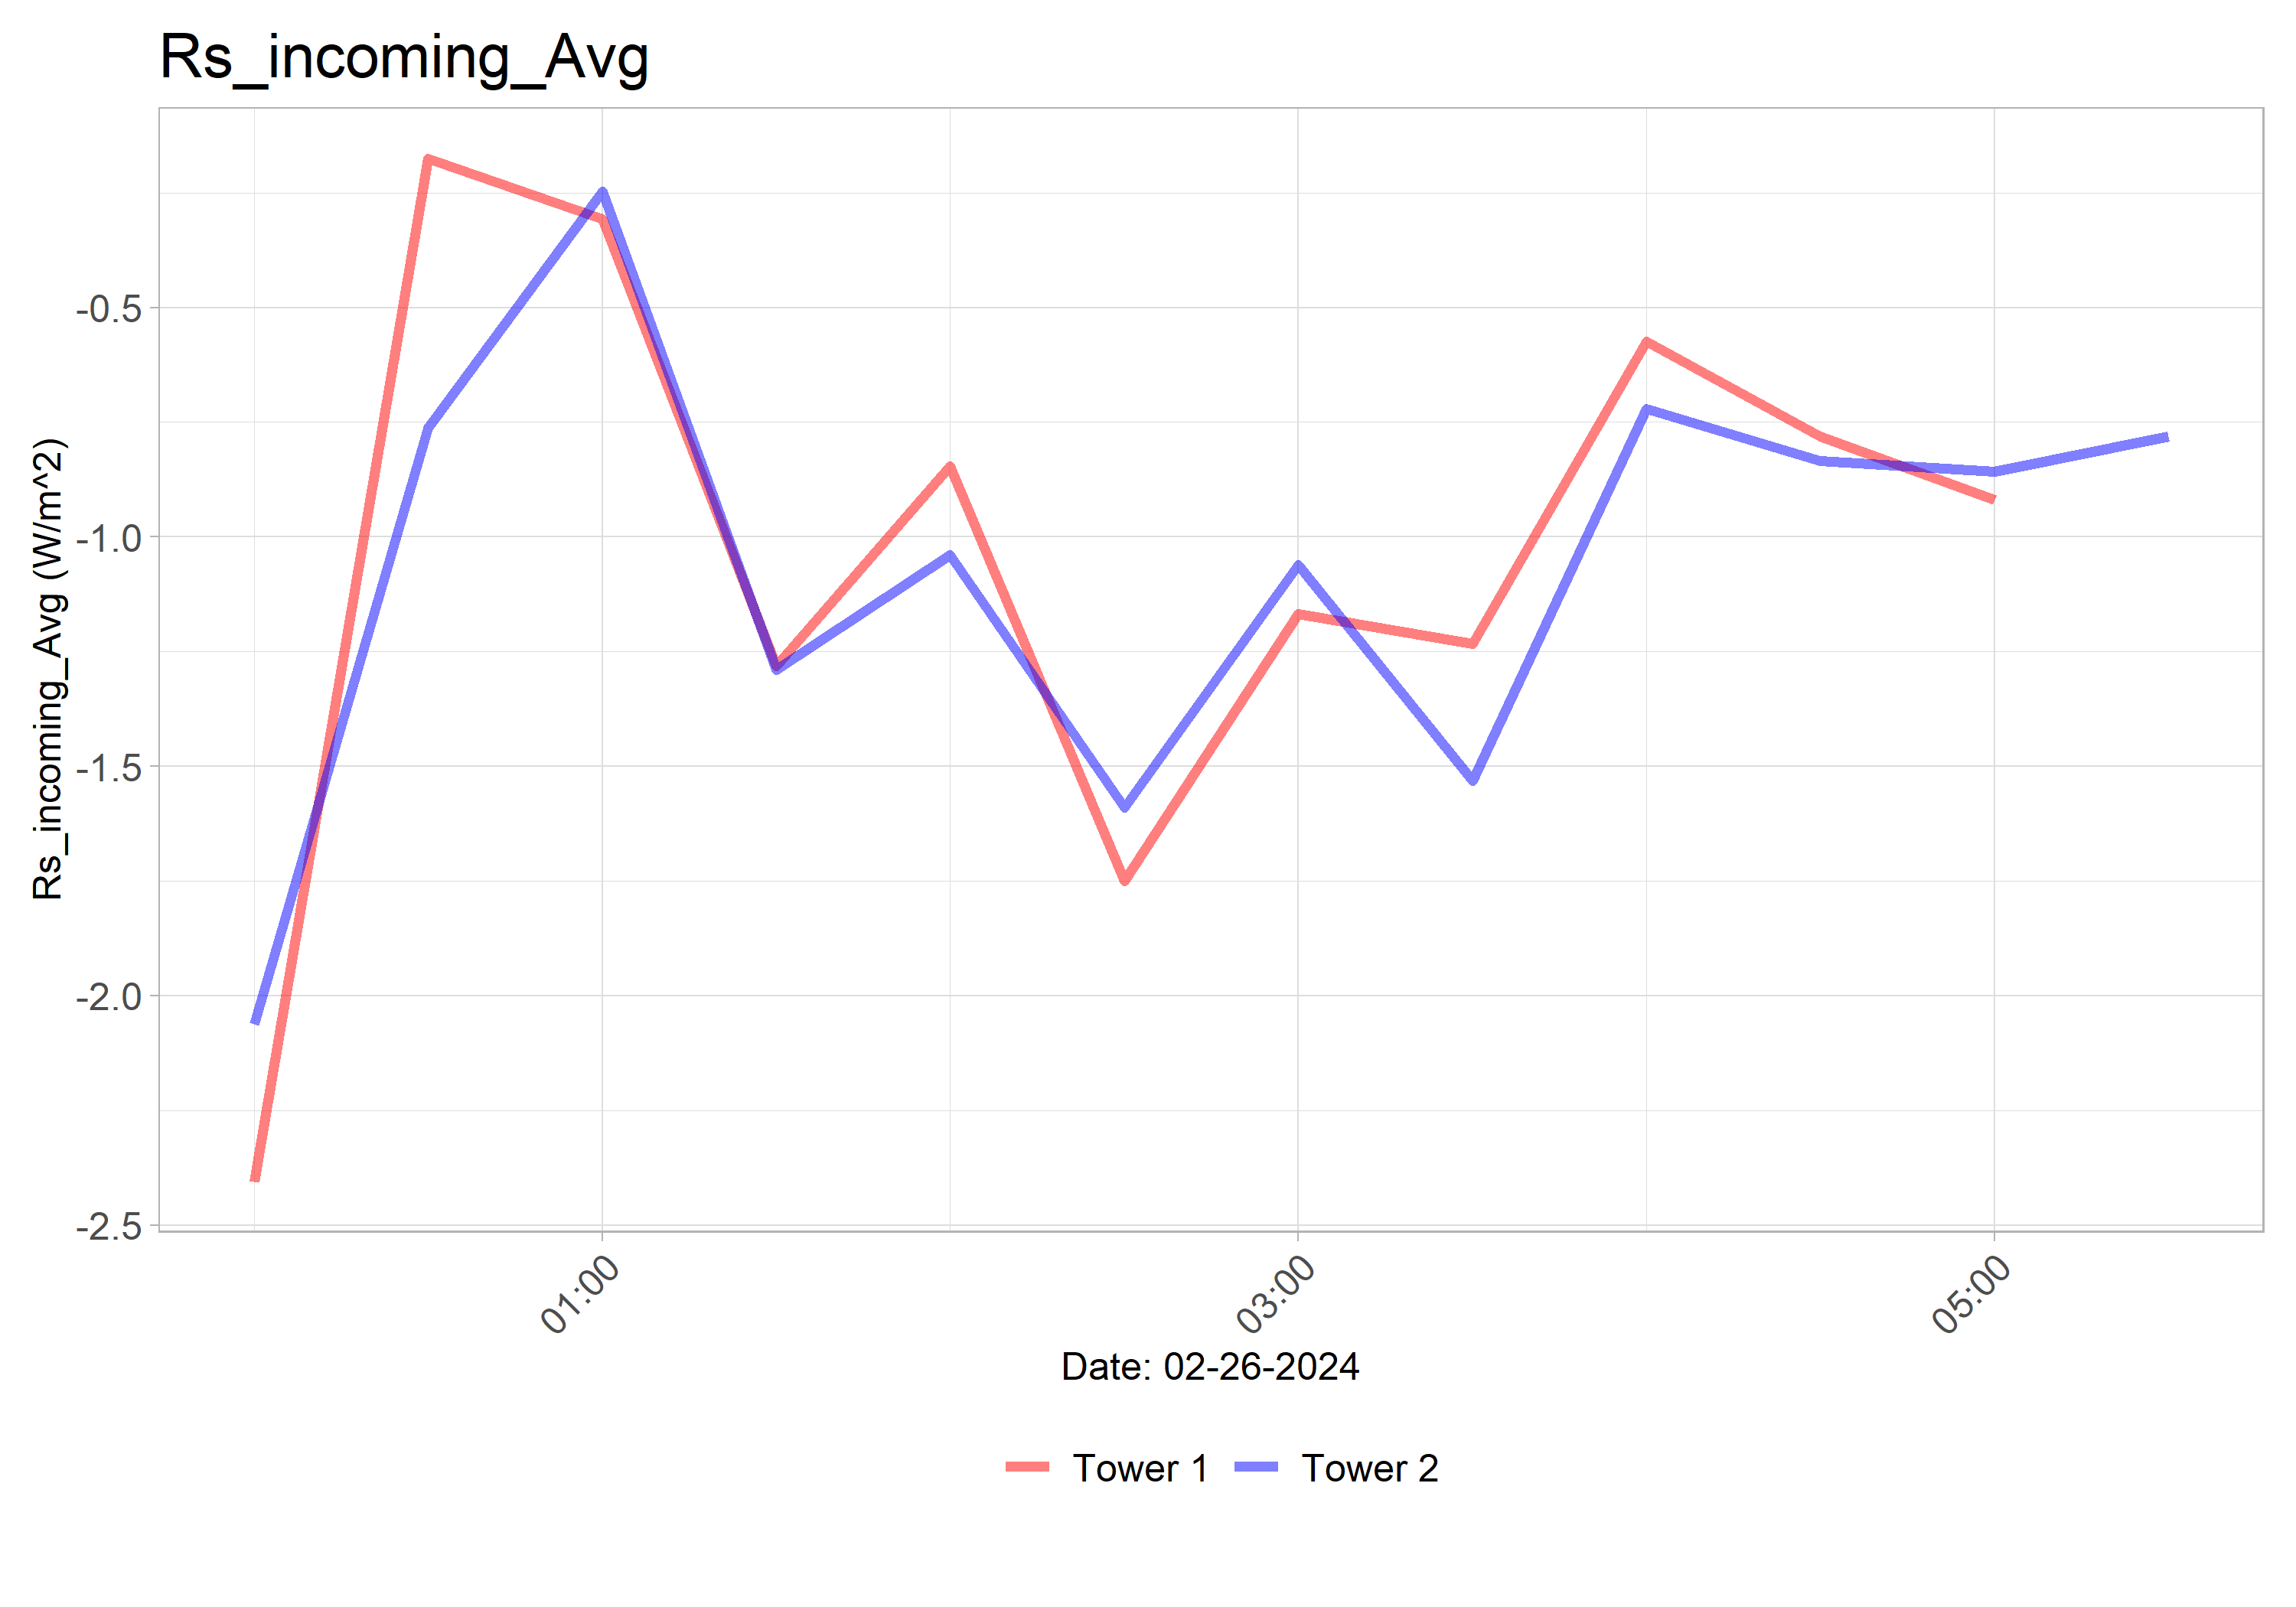 Rs_incoming_Avg
Rs_incoming_Avg (W/m^2)
-0.5
-1.0
-1.5
-2.0
-2.5
01:00
03:00
05:00
Date: 02-26-2024
Tower 1
Tower 2